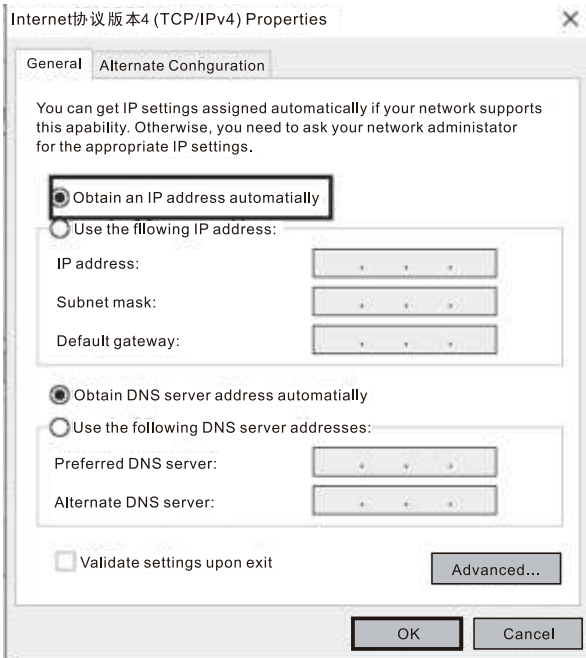 Internet协议版本4 (TCP/IPv4) Properties
General
Alternate Conhguration
You can get IP settings assigned automatically if your network supports
this apability. Otherwise, you need to ask your network administator
for the appropriate IP settings.
Obtain an IP address automatially
Use the fllowing IP address:
IP address:
Subnet mask:
Default gateway:
Obtain DNS server address automatially
Use the following DNS server addresses:
Preferred DNS server:
Alternate DNS server:
Validate settings upon exit
Advanced...
OK
Cancel